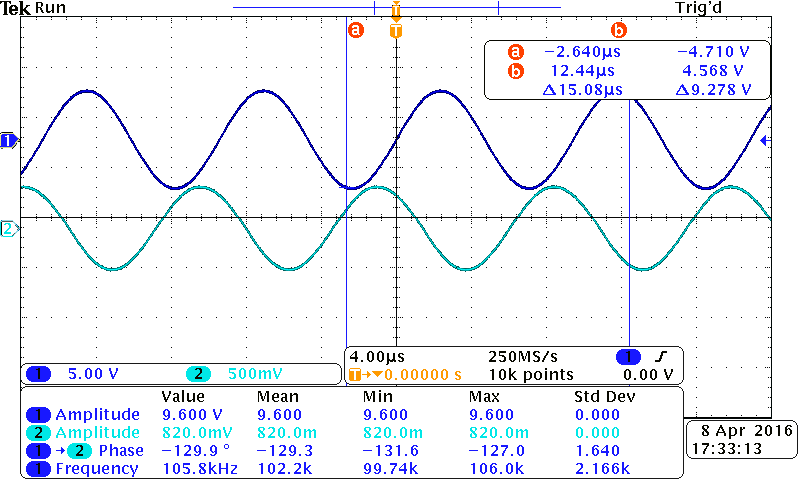 Tek Run Trig'd
T
a b
T
a −2.640µs −4.710 V
b 12.44µs 4.568 V
Δ15.08µs Δ9.278 V
1
2
1 5.00 V 2 500mV
4.00µs 250MS/s 1
T→▼0.00000 s 10k points 0.00 V
Value Mean Min Max Std Dev
1 Amplitude 9.600 V 9.600 9.600 9.600 0.000
2 Amplitude 820.0mV 820.0m 820.0m 820.0m 0.000
1 → 2 Phase −129.9 ° −129.3 −131.6 −127.0 1.640
1 Frequency 105.8kHz 102.2k 99.74k 106.0k 2.166k
8 Apr 2016
17:33:13